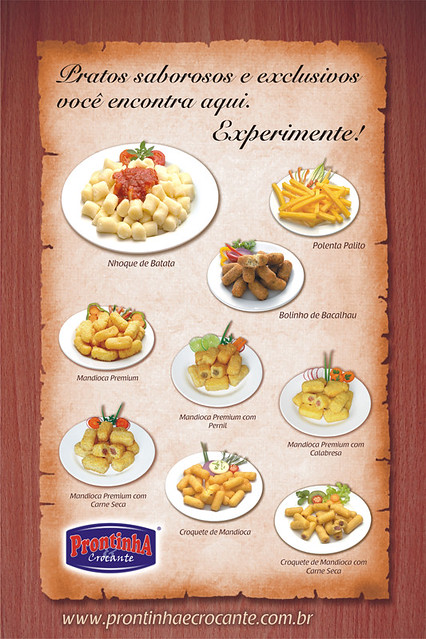 Pratos saborosos e exclusivos
você encontra aqui.
Experimente!
Nhoque de Batata
Polenta Palito
Bolinho de Bacalhau
Mandioca Premium
Mandioca Premium com
Pernil
Mandioca Premium com
Calabresa
Mandioca Premium com
Carne Seca
Croquete de Mandioca
Croquete de Mandioca com
Carne Seca
ProntinhA
& Crocante
www.prontinhaecrocante.com.br